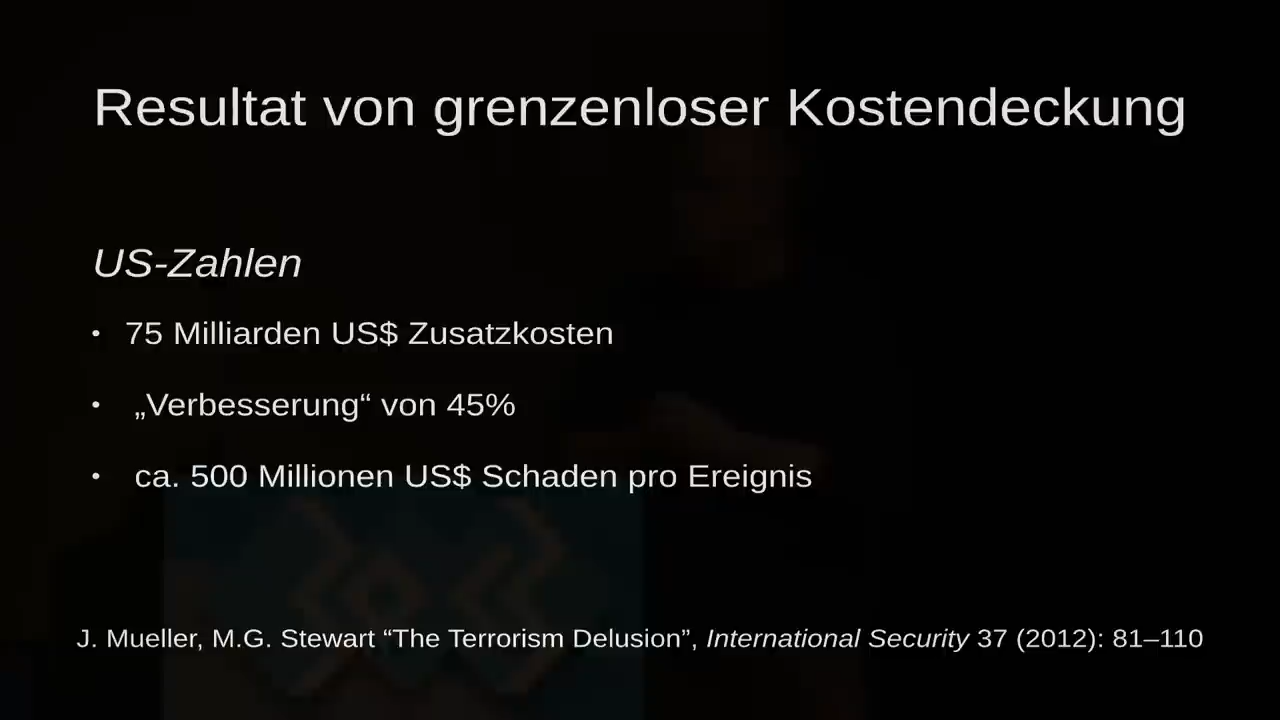 Resultat von grenzenloser Kostendeckung
US-Zahlen
• 75 Milliarden US$ Zusatzkosten
• „Verbesserung“ von 45%
• ca. 500 Millionen US$ Schaden pro Ereignis
J. Mueller, M.G. Stewart “The Terrorism Delusion”, International Security 37 (2012): 81–110